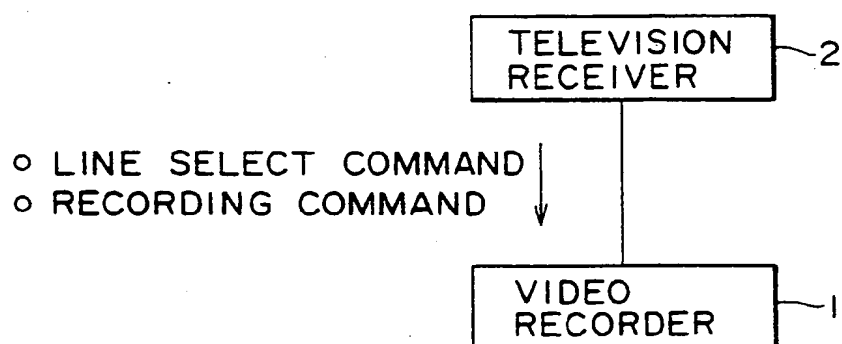 TELEVISION
RECEIVER
2
○ LINE SELECT COMMAND
○ RECORDING COMMAND
VIDEO
RECORDER
1